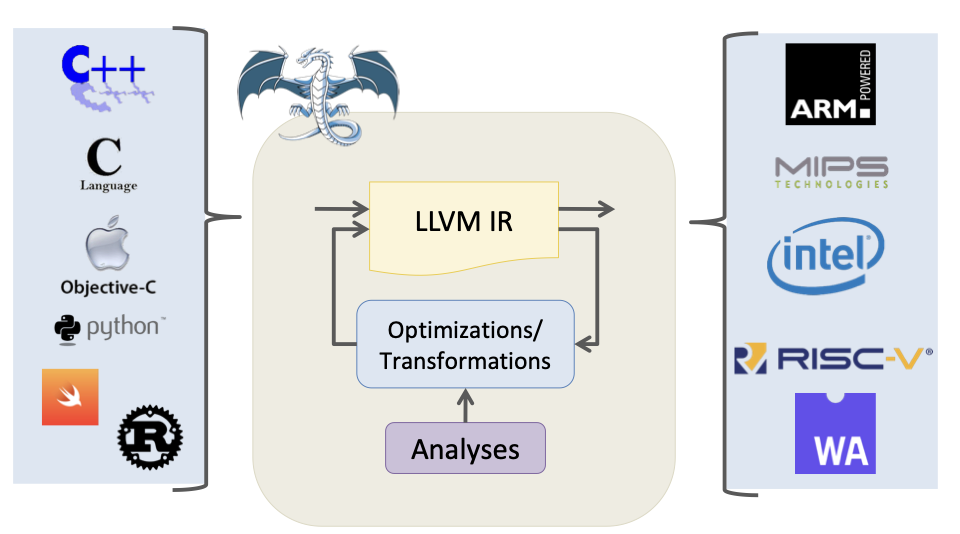 C++
C
Language
Objective-C
python™
R
LLVM IR
Optimizations/
Transformations
Analyses
ARM
POWERED
MIPS
TECHNOLOGIES
intel®
RISC-V®
WA